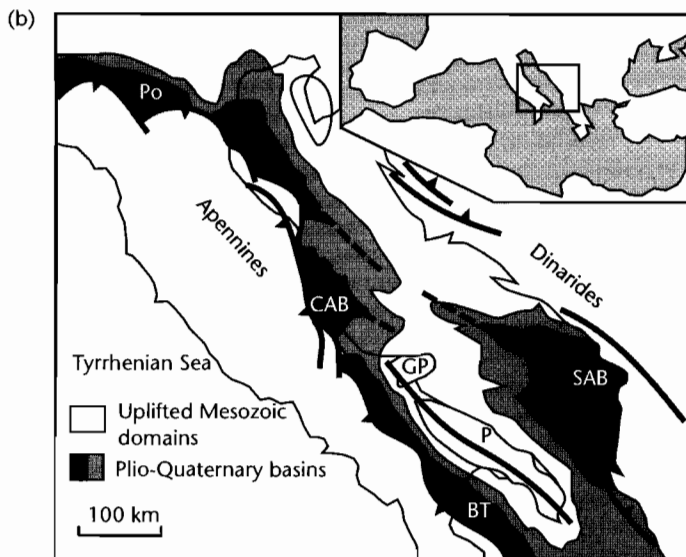 (b)
Po
Apennines
Dinarides
CAB
GP
SAB
Tyrrhenian Sea
Uplifted Mesozoic
domains
P
Plio-Quaternary basins
BT
100 km